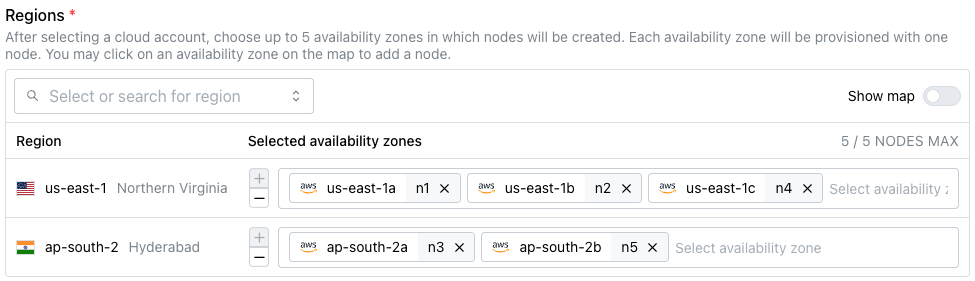 Regions *
After selecting a cloud account, choose up to 5 availability zones in which nodes will be created. Each availability zone will be provisioned with one
node. You may click on an availability zone on the map to add a node.
Select or search for region
Show map
Region Selected availability zones 5 / 5 NODES MAX
us-east-1 Northern Virginia + − aws us-east-1a n1 × aws us-east-1b n2 × aws us-east-1c n4 × Select availability
ap-south-2 Hyderabad + − aws ap-south-2a n3 × aws ap-south-2b n5 × Select availability zone